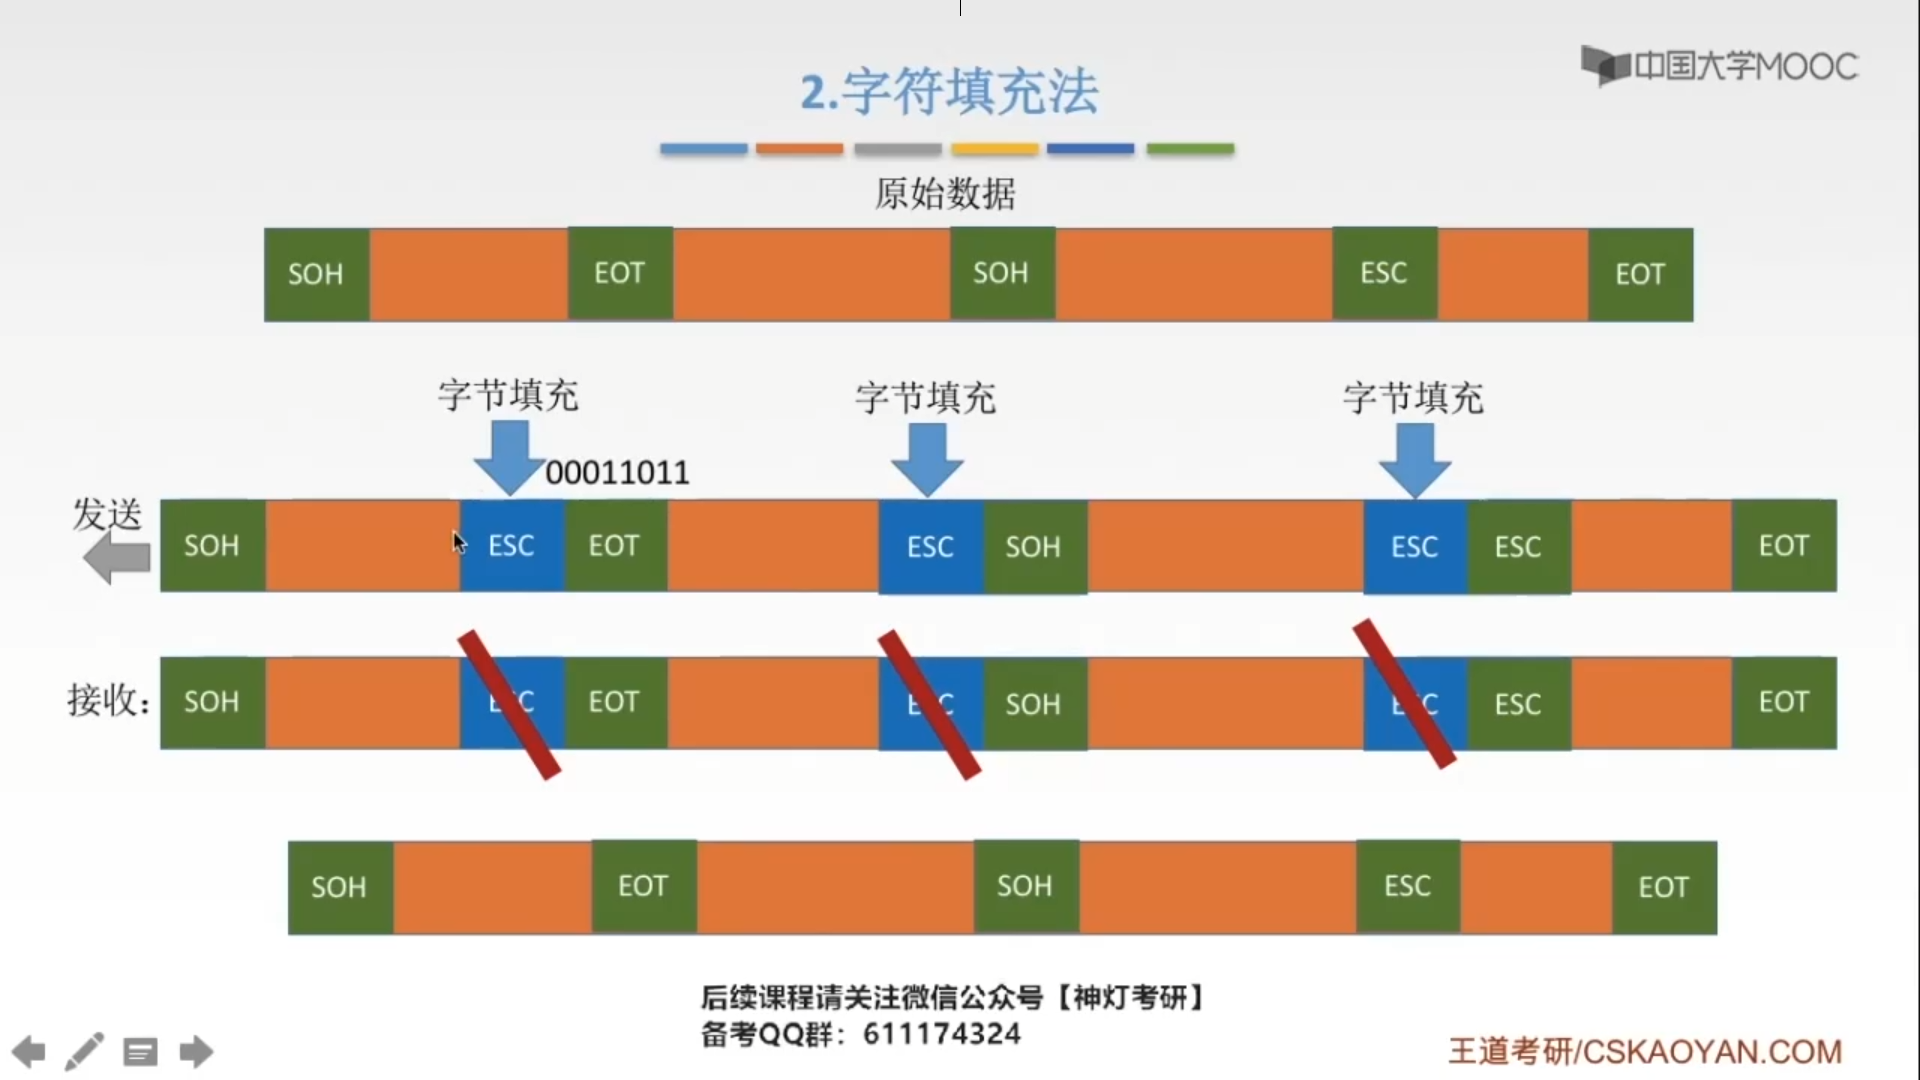 中国大学MOOC
2.字符填充法
原始数据
SOH EOT SOH ESC EOT
字节填充 字节填充 字节填充
00011011
发送
SOH ESC EOT ESC SOH ESC ESC EOT
接收：
SOH ESC EOT ESC SOH ESC ESC EOT
SOH EOT SOH ESC EOT
后续课程请关注微信公众号【神灯考研】
备考QQ群：611174324
王道考研/CSKAOYAN.COM